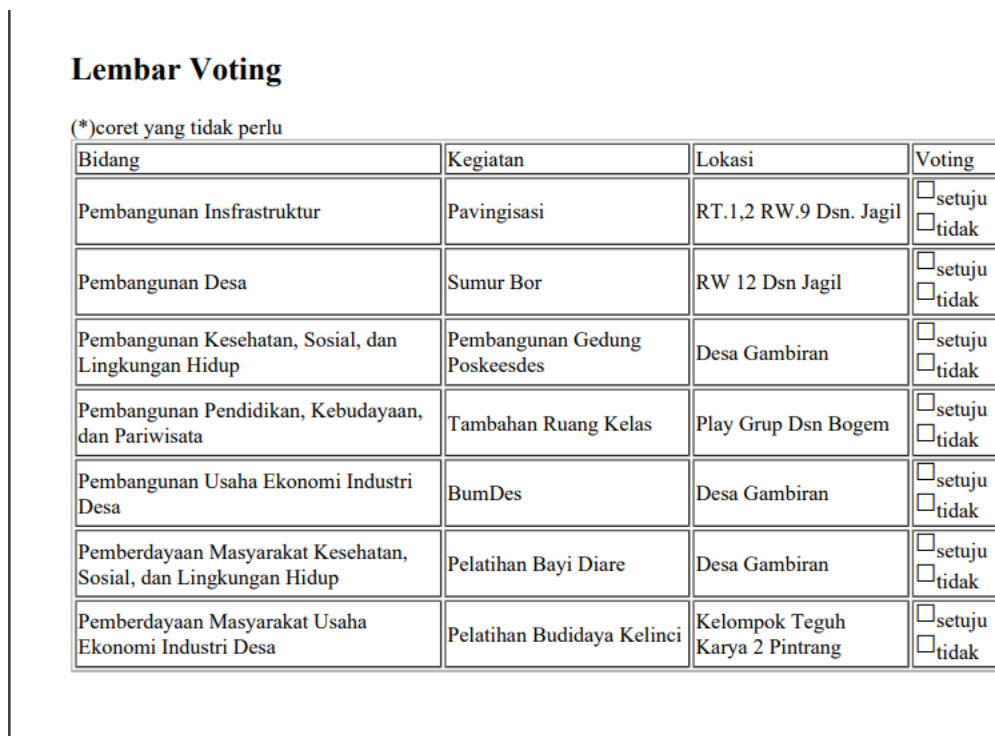 Lembar Voting
(*)coret yang tidak perlu
Bidang Kegiatan Lokasi Voting
Pembangunan Insfrastruktur Pavingisasi RT.1,2 RW.9 Dsn. Jagil ☐setuju
☐tidak
Pembangunan Desa Sumur Bor RW 12 Dsn Jagil ☐setuju
☐tidak
Pembangunan Kesehatan, Sosial, dan
Lingkungan Hidup
Pembangunan Gedung
Poskeesdes
Desa Gambiran
☐setuju
☐tidak
Pembangunan Pendidikan, Kebudayaan,
dan Pariwisata
Tambahan Ruang Kelas
Play Grup Dsn Bogem
☐setuju
☐tidak
Pembangunan Usaha Ekonomi Industri
Desa
BumDes
Desa Gambiran
☐setuju
☐tidak
Pemberdayaan Masyarakat Kesehatan,
Sosial, dan Lingkungan Hidup
Pelatihan Bayi Diare
Desa Gambiran
☐setuju
☐tidak
Pemberdayaan Masyarakat Usaha
Ekonomi Industri Desa
Pelatihan Budidaya Kelinci
Kelompok Teguh
Karya 2 Pintrang
☐setuju
☐tidak